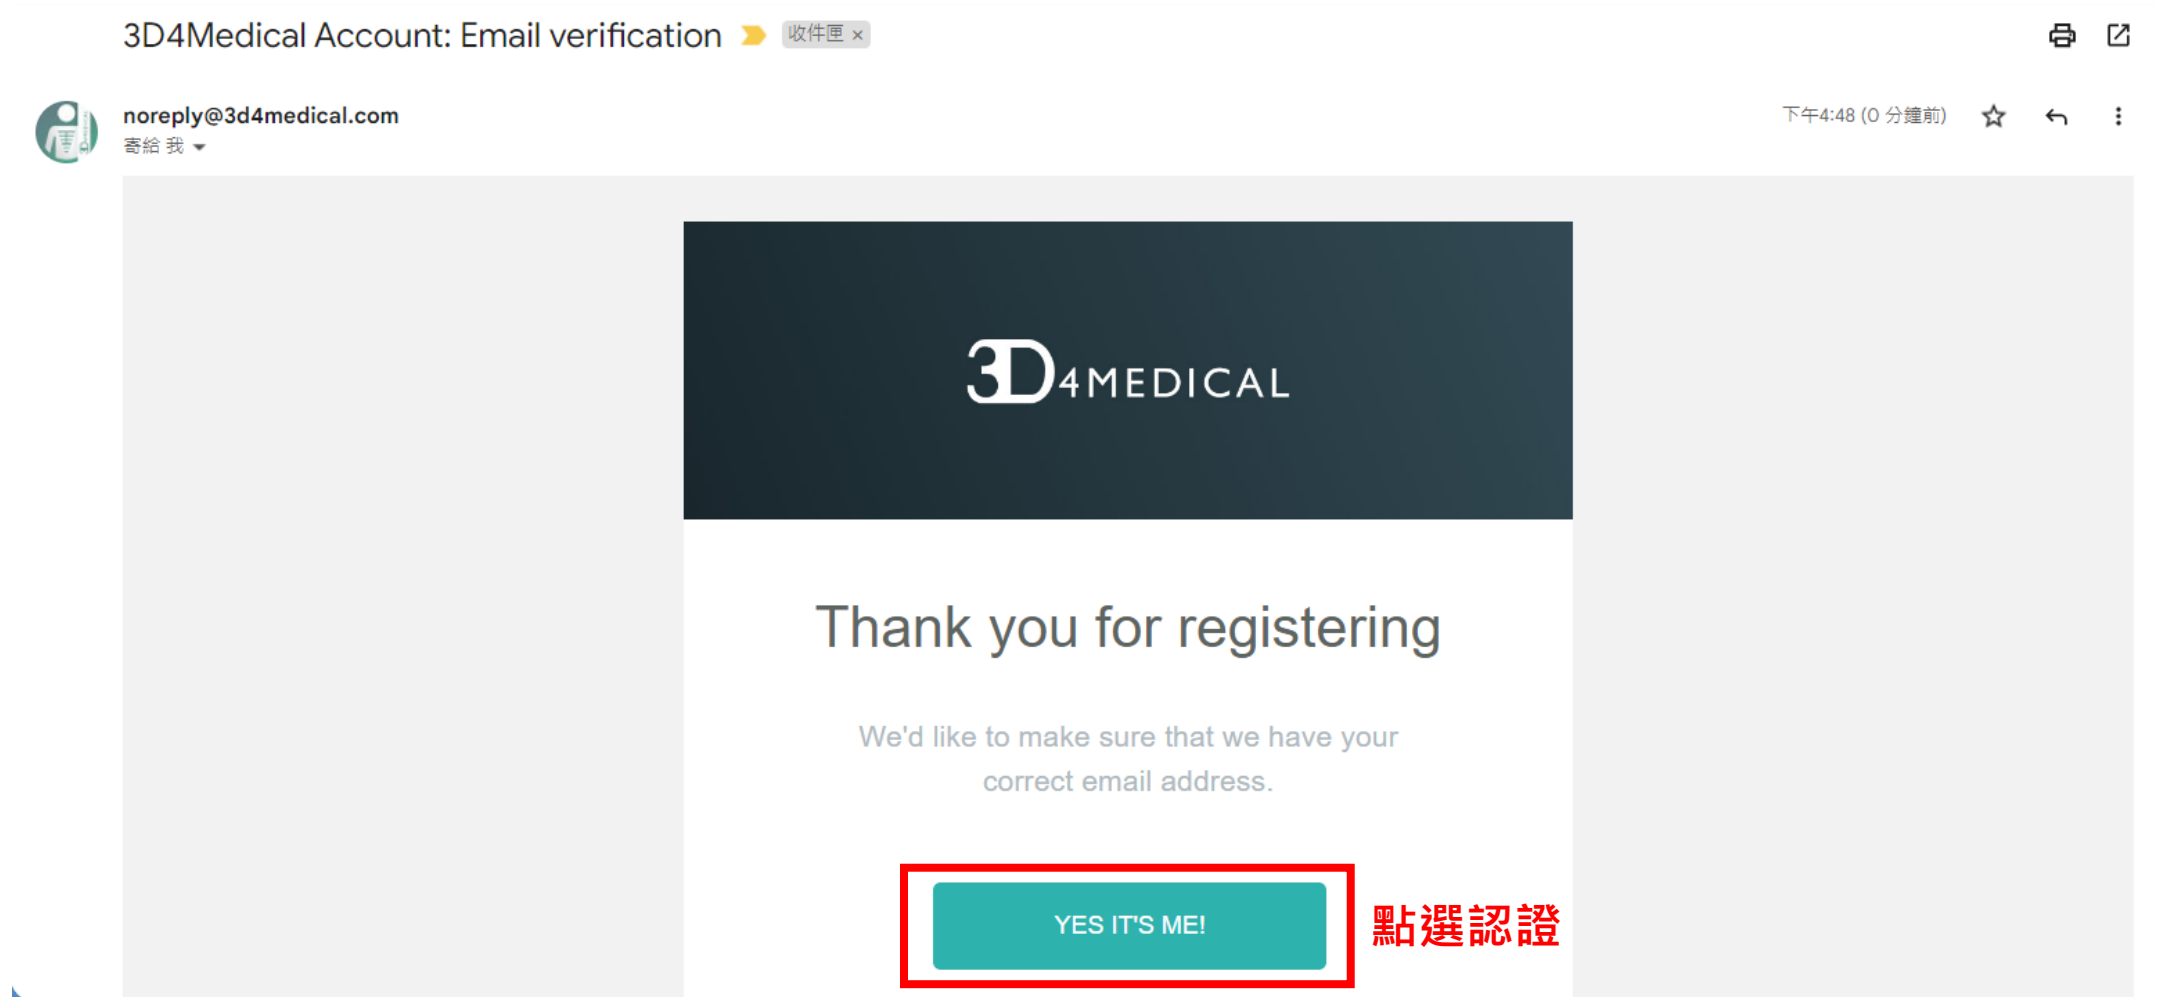 3D4Medical Account: Email verification 收件匣 ×
noreply@3d4medical.com
下午4:48 (0 分鐘前)
寄給 我
3D4MEDICAL
Thank you for registering
We'd like to make sure that we have your
correct email address.
YES IT'S ME!
點選認證